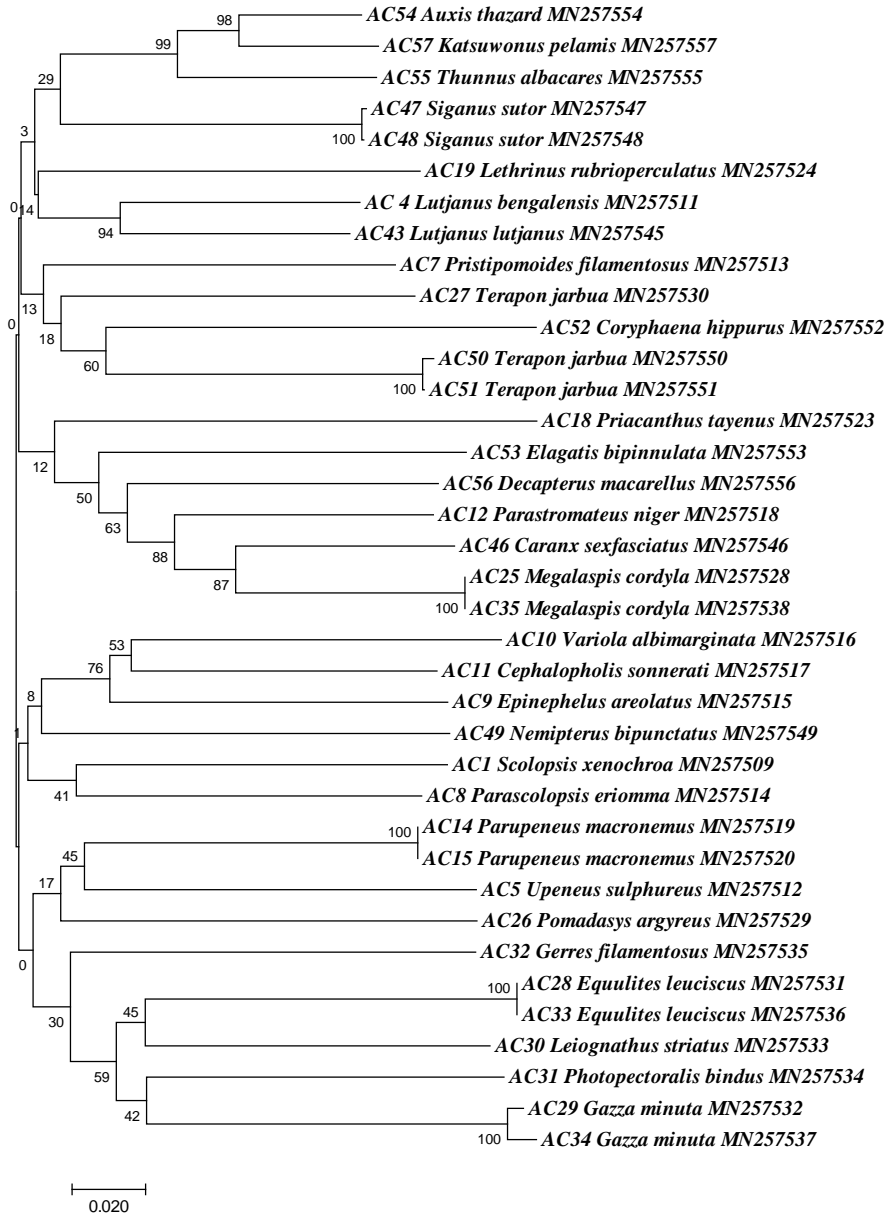 AC54 Auxis thazard MN257554
98
AC57 Katsuwonus pelamis MN257557
99
AC55 Thunnus albacares MN257555
29
AC47 Siganus sutor MN257547
100
AC48 Siganus sutor MN257548
3
AC19 Lethrinus rubrioperculatus MN257524
0
14
AC 4 Lutjanus bengalensis MN257511
94
AC43 Lutjanus lutjanus MN257545
AC7 Pristipomoides filamentosus MN257513
13
AC27 Terapon jarbua MN257530
0
18
AC52 Coryphaena hippurus MN257552
60
AC50 Terapon jarbua MN257550
100
AC51 Terapon jarbua MN257551
AC18 Priacanthus tayenus MN257523
12
AC53 Elagatis bipinnulata MN257553
50
AC56 Decapterus macarellus MN257556
63
AC12 Parastromateus niger MN257518
88
AC46 Caranx sexfasciatus MN257546
87
AC25 Megalaspis cordyla MN257528
100
AC35 Megalaspis cordyla MN257538
53
AC10 Variola albimarginata MN257516
76
AC11 Cephalopholis sonnerati MN257517
8
AC9 Epinephelus areolatus MN257515
1
AC49 Nemipterus bipunctatus MN257549
AC1 Scolopsis xenochroa MN257509
41
AC8 Parascolopsis eriomma MN257514
100
AC14 Parupeneus macronemus MN257519
45
AC15 Parupeneus macronemus MN257520
17
AC5 Upeneus sulphureus MN257512
AC26 Pomadasys argyreus MN257529
0
AC32 Gerres filamentosus MN257535
30
100
AC28 Equulites leuciscus MN257531
45
AC33 Equulites leuciscus MN257536
AC30 Leiognathus striatus MN257533
59
AC31 Photopectoralis bindus MN257534
42
AC29 Gazza minuta MN257532
100
AC34 Gazza minuta MN257537
0.020